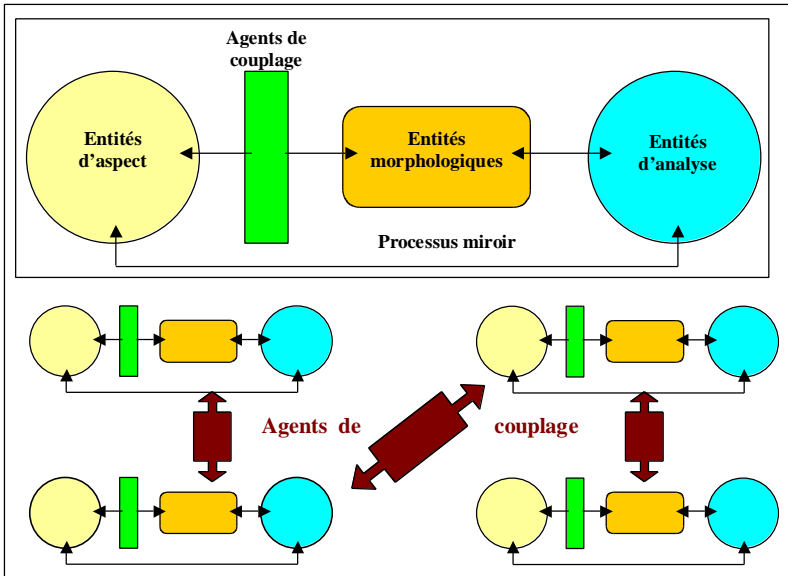 Agents de
couplage
Entités
d'aspect
Entités
morphologiques
Entités
d'analyse
Processus miroir
Agents de couplage